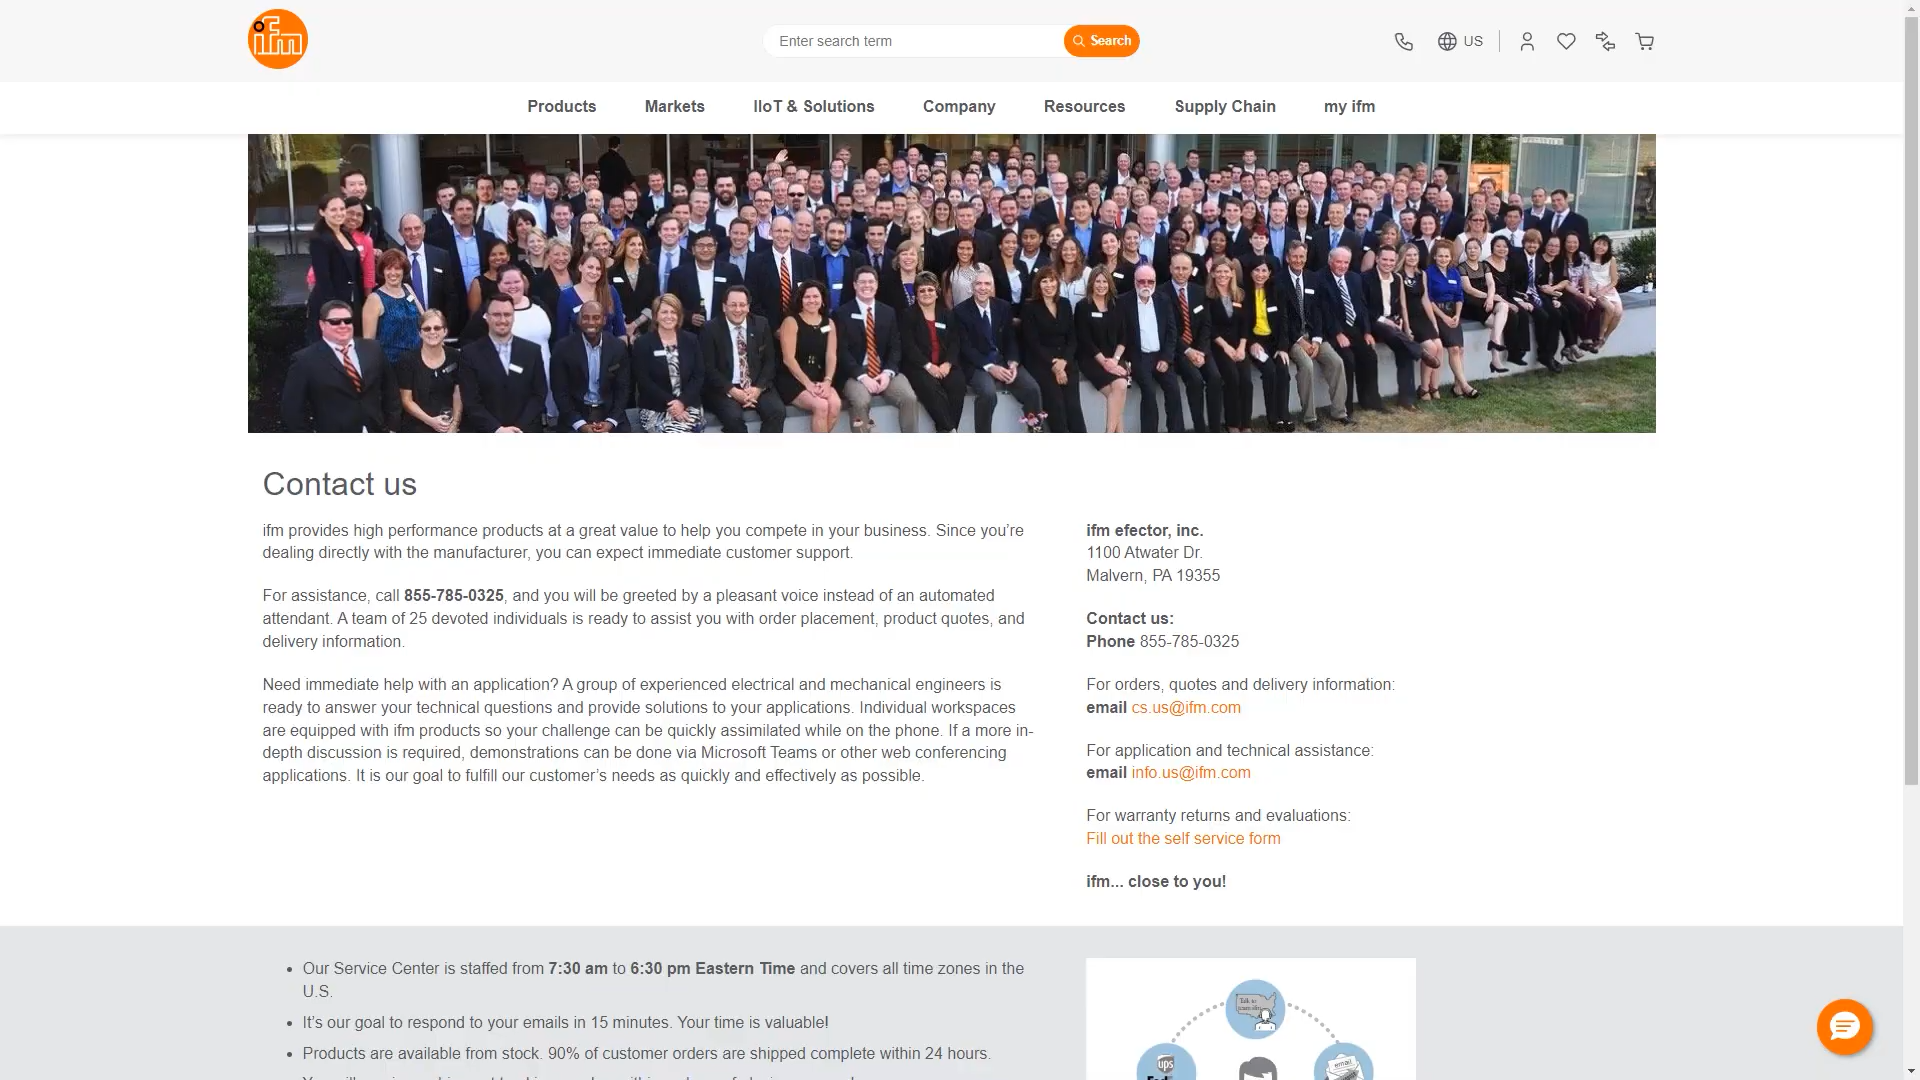 ifm
Enter search term
Search
US
Products
Markets
IIoT & Solutions
Company
Resources
Supply Chain
my ifm
Contact us
ifm provides high performance products at a great value to help you compete in your business. Since you’re
dealing directly with the manufacturer, you can expect immediate customer support.
For assistance, call 855-785-0325, and you will be greeted by a pleasant voice instead of an automated
attendant. A team of 25 devoted individuals is ready to assist you with order placement, product quotes, and
delivery information.
Need immediate help with an application? A group of experienced electrical and mechanical engineers is
ready to answer your technical questions and provide solutions to your applications. Individual workspaces
are equipped with ifm products so your challenge can be quickly assimilated while on the phone. If a more in-
depth discussion is required, demonstrations can be done via Microsoft Teams or other web conferencing
applications. It is our goal to fulfill our customer’s needs as quickly and effectively as possible.
ifm efector, inc.
1100 Atwater Dr.
Malvern, PA 19355
Contact us:
Phone 855-785-0325
For orders, quotes and delivery information:
email cs.us@ifm.com
For application and technical assistance:
email info.us@ifm.com
For warranty returns and evaluations:
Fill out the self service form
ifm... close to you!
Our Service Center is staffed from 7:30 am to 6:30 pm Eastern Time and covers all time zones in the
U.S.
It’s our goal to respond to your emails in 15 minutes. Your time is valuable!
Products are available from stock. 90% of customer orders are shipped complete within 24 hours.
Talk to
ups